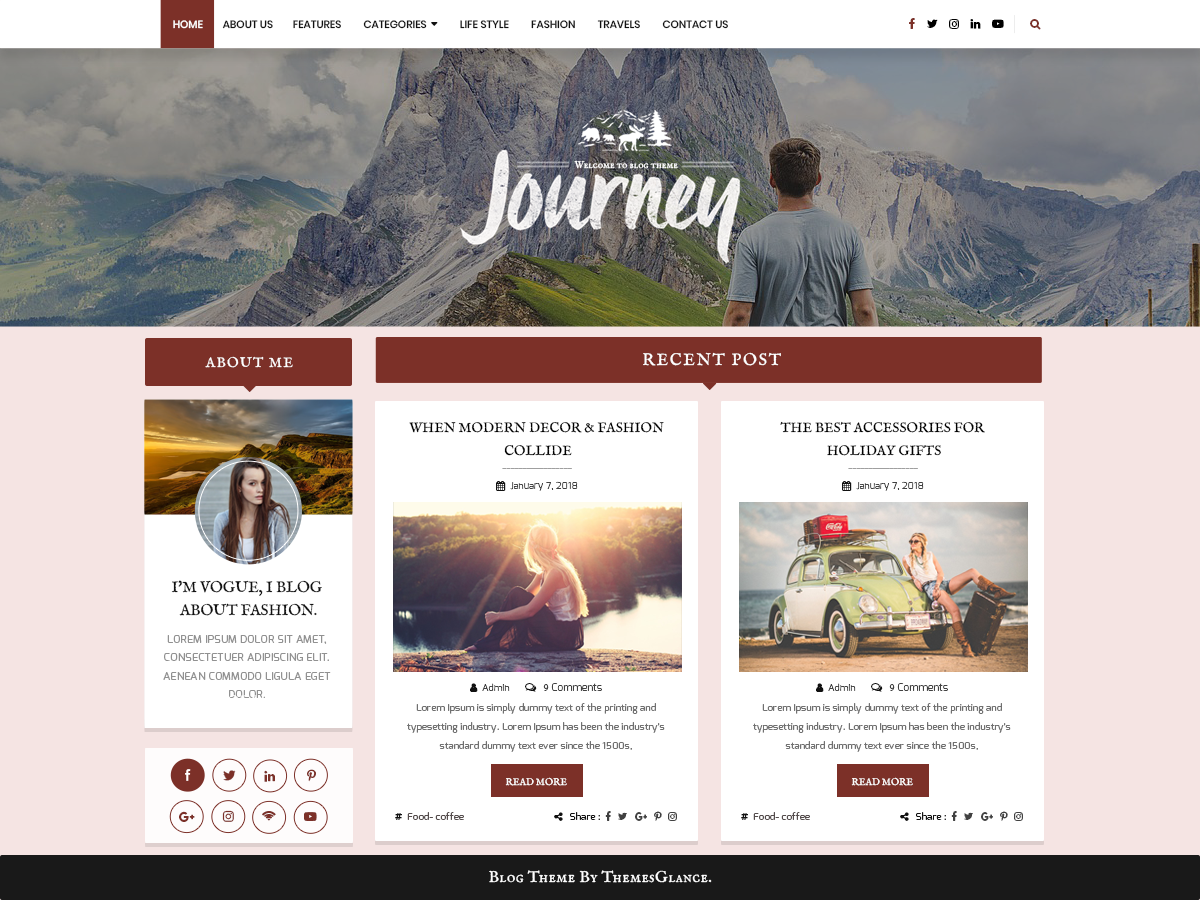 HOME ABOUT US FEATURES CATEGORIES LIFE STYLE FASHION TRAVELS CONTACT US
Welcome to blog theme
Journey
ABOUT ME
I'M VOGUE, I BLOG
ABOUT FASHION.
LOREM IPSUM DOLOR SIT AMET,
CONSECTETUER ADIPISCING ELIT.
AENEAN COMMODO LIGULA EGET
DOLOR.
RECENT POST
WHEN MODERN DECOR & FASHION
COLLIDE
January 7, 2018
Admin 9 Comments
Lorem Ipsum is simply dummy text of the printing and
typesetting industry. Lorem Ipsum has been the industry's
standard dummy text ever since the 1500s,
READ MORE
# Food- coffee Share :
THE BEST ACCESSORIES FOR
HOLIDAY GIFTS
January 7, 2018
Coca-Cola
Admin 9 Comments
Lorem Ipsum is simply dummy text of the printing and
typesetting industry. Lorem Ipsum has been the industry's
standard dummy text ever since the 1500s,
READ MORE
# Food- coffee Share :
Blog Theme By ThemesGlance.